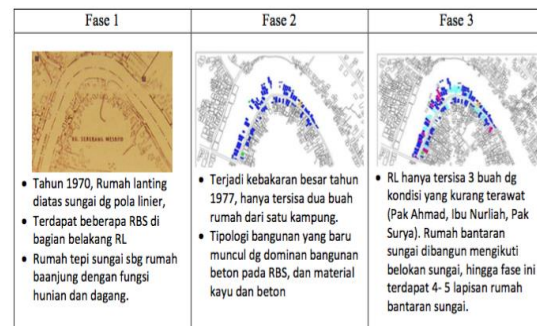 Fase 1
Fase 2
Fase 3
KG. SEBERANG MESJID
• Tahun 1970, Rumah lanting
diatas sungai dg pola linier,
• Terdapat beberapa RBS di
bagian belakang RL
• Rumah tepi sungai sbg rumah
baanjung dengan fungsi
hunian dan dagang.
• Terjadi kebakaran besar tahun
1977, hanya tersisa dua buah
rumah dari satu kampung.
• Tipologi bangunan yang baru
muncul dg dominan bangunan
beton pada RBS, dan material
kayu dan beton
• RL hanya tersisa 3 buah dg
kondisi yang kurang terawat
(Pak Ahmad, Ibu Nurliah, Pak
Surya). Rumah bantaran
sungai dibangun mengikuti
belokan sungai, hingga fase ini
terdapat 4- 5 lapisan rumah
bantaran sungai.